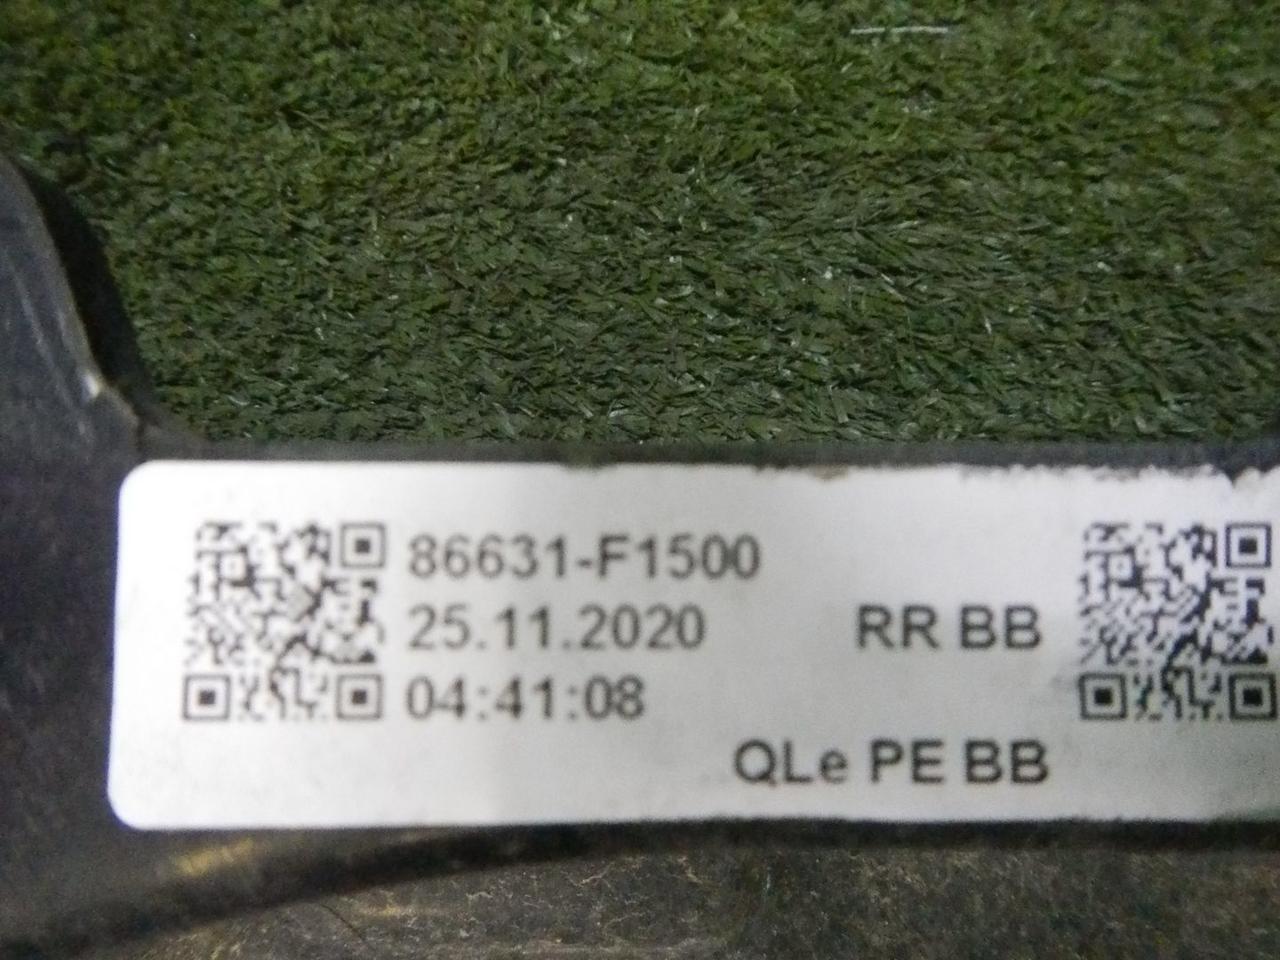 86631-F1500
25.11.2020 RR BB
04:41:08
QLe PE BB